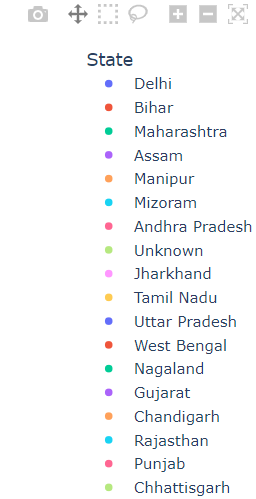 State
Delhi
Bihar
Maharashtra
Assam
Manipur
Mizoram
Andhra Pradesh
Unknown
Jharkhand
Tamil Nadu
Uttar Pradesh
West Bengal
Nagaland
Gujarat
Chandigarh
Rajasthan
Punjab
Chhattisgarh